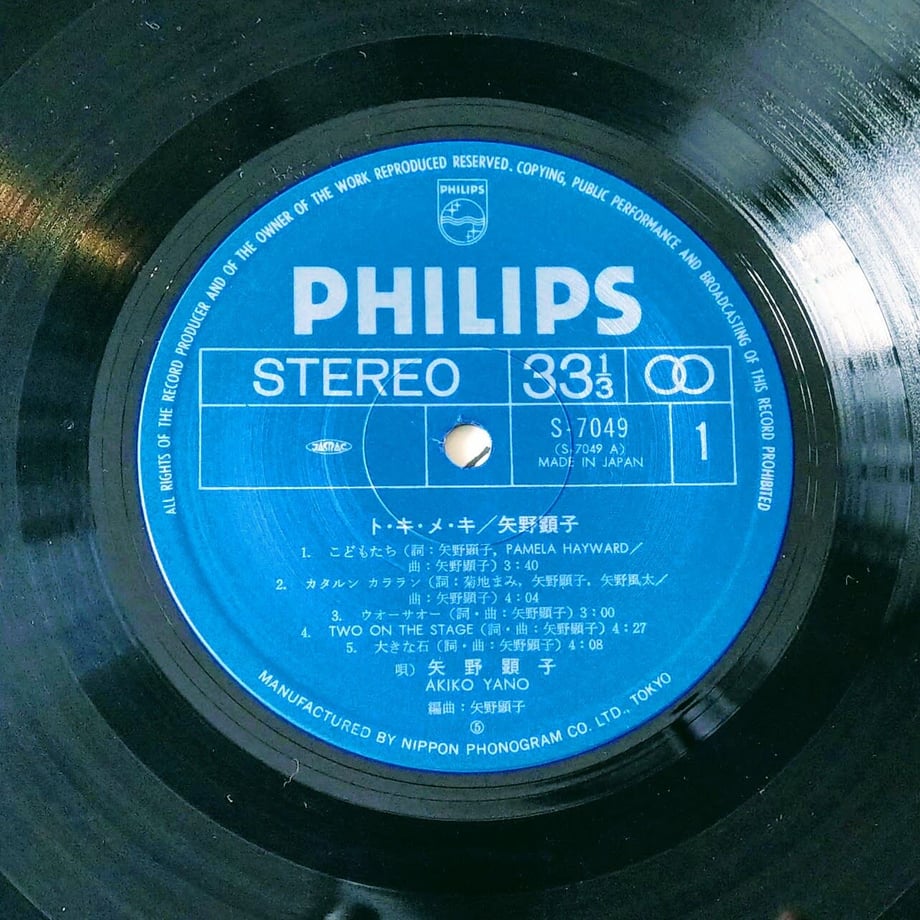 ALL RIGHTS OF THE RECORD PRODUCER AND OF THE OWNER OF THE WORK REPRODUCED RESERVED. COPYING, PUBLIC PERFORMANCE AND BROADCASTING OF THIS RECORD PROHIBITED
PHILIPS
PHILIPS
STEREO 33 1/3
JASRAC
S-7049
(S-7049 A)
MADE IN JAPAN
1
ト・キ・メ・キ/矢野顕子
1. こどもたち(詞:矢野顕子, PAMELA HAYWARD/
曲:矢野顕子)3:40
2. カタルン カララン(詞:菊地まみ, 矢野顕子, 矢野風太/
曲:矢野顕子)4:04
3. ウオーサオー(詞・曲:矢野顕子)3:00
4. TWO ON THE STAGE(詞・曲:矢野顕子)4:27
5. 大きな石(詞・曲:矢野顕子)4:08
唄)矢野顕子
AKIKO YANO
編曲:矢野顕子
MANUFACTURED BY NIPPON PHONOGRAM CO. LTD., TOKYO